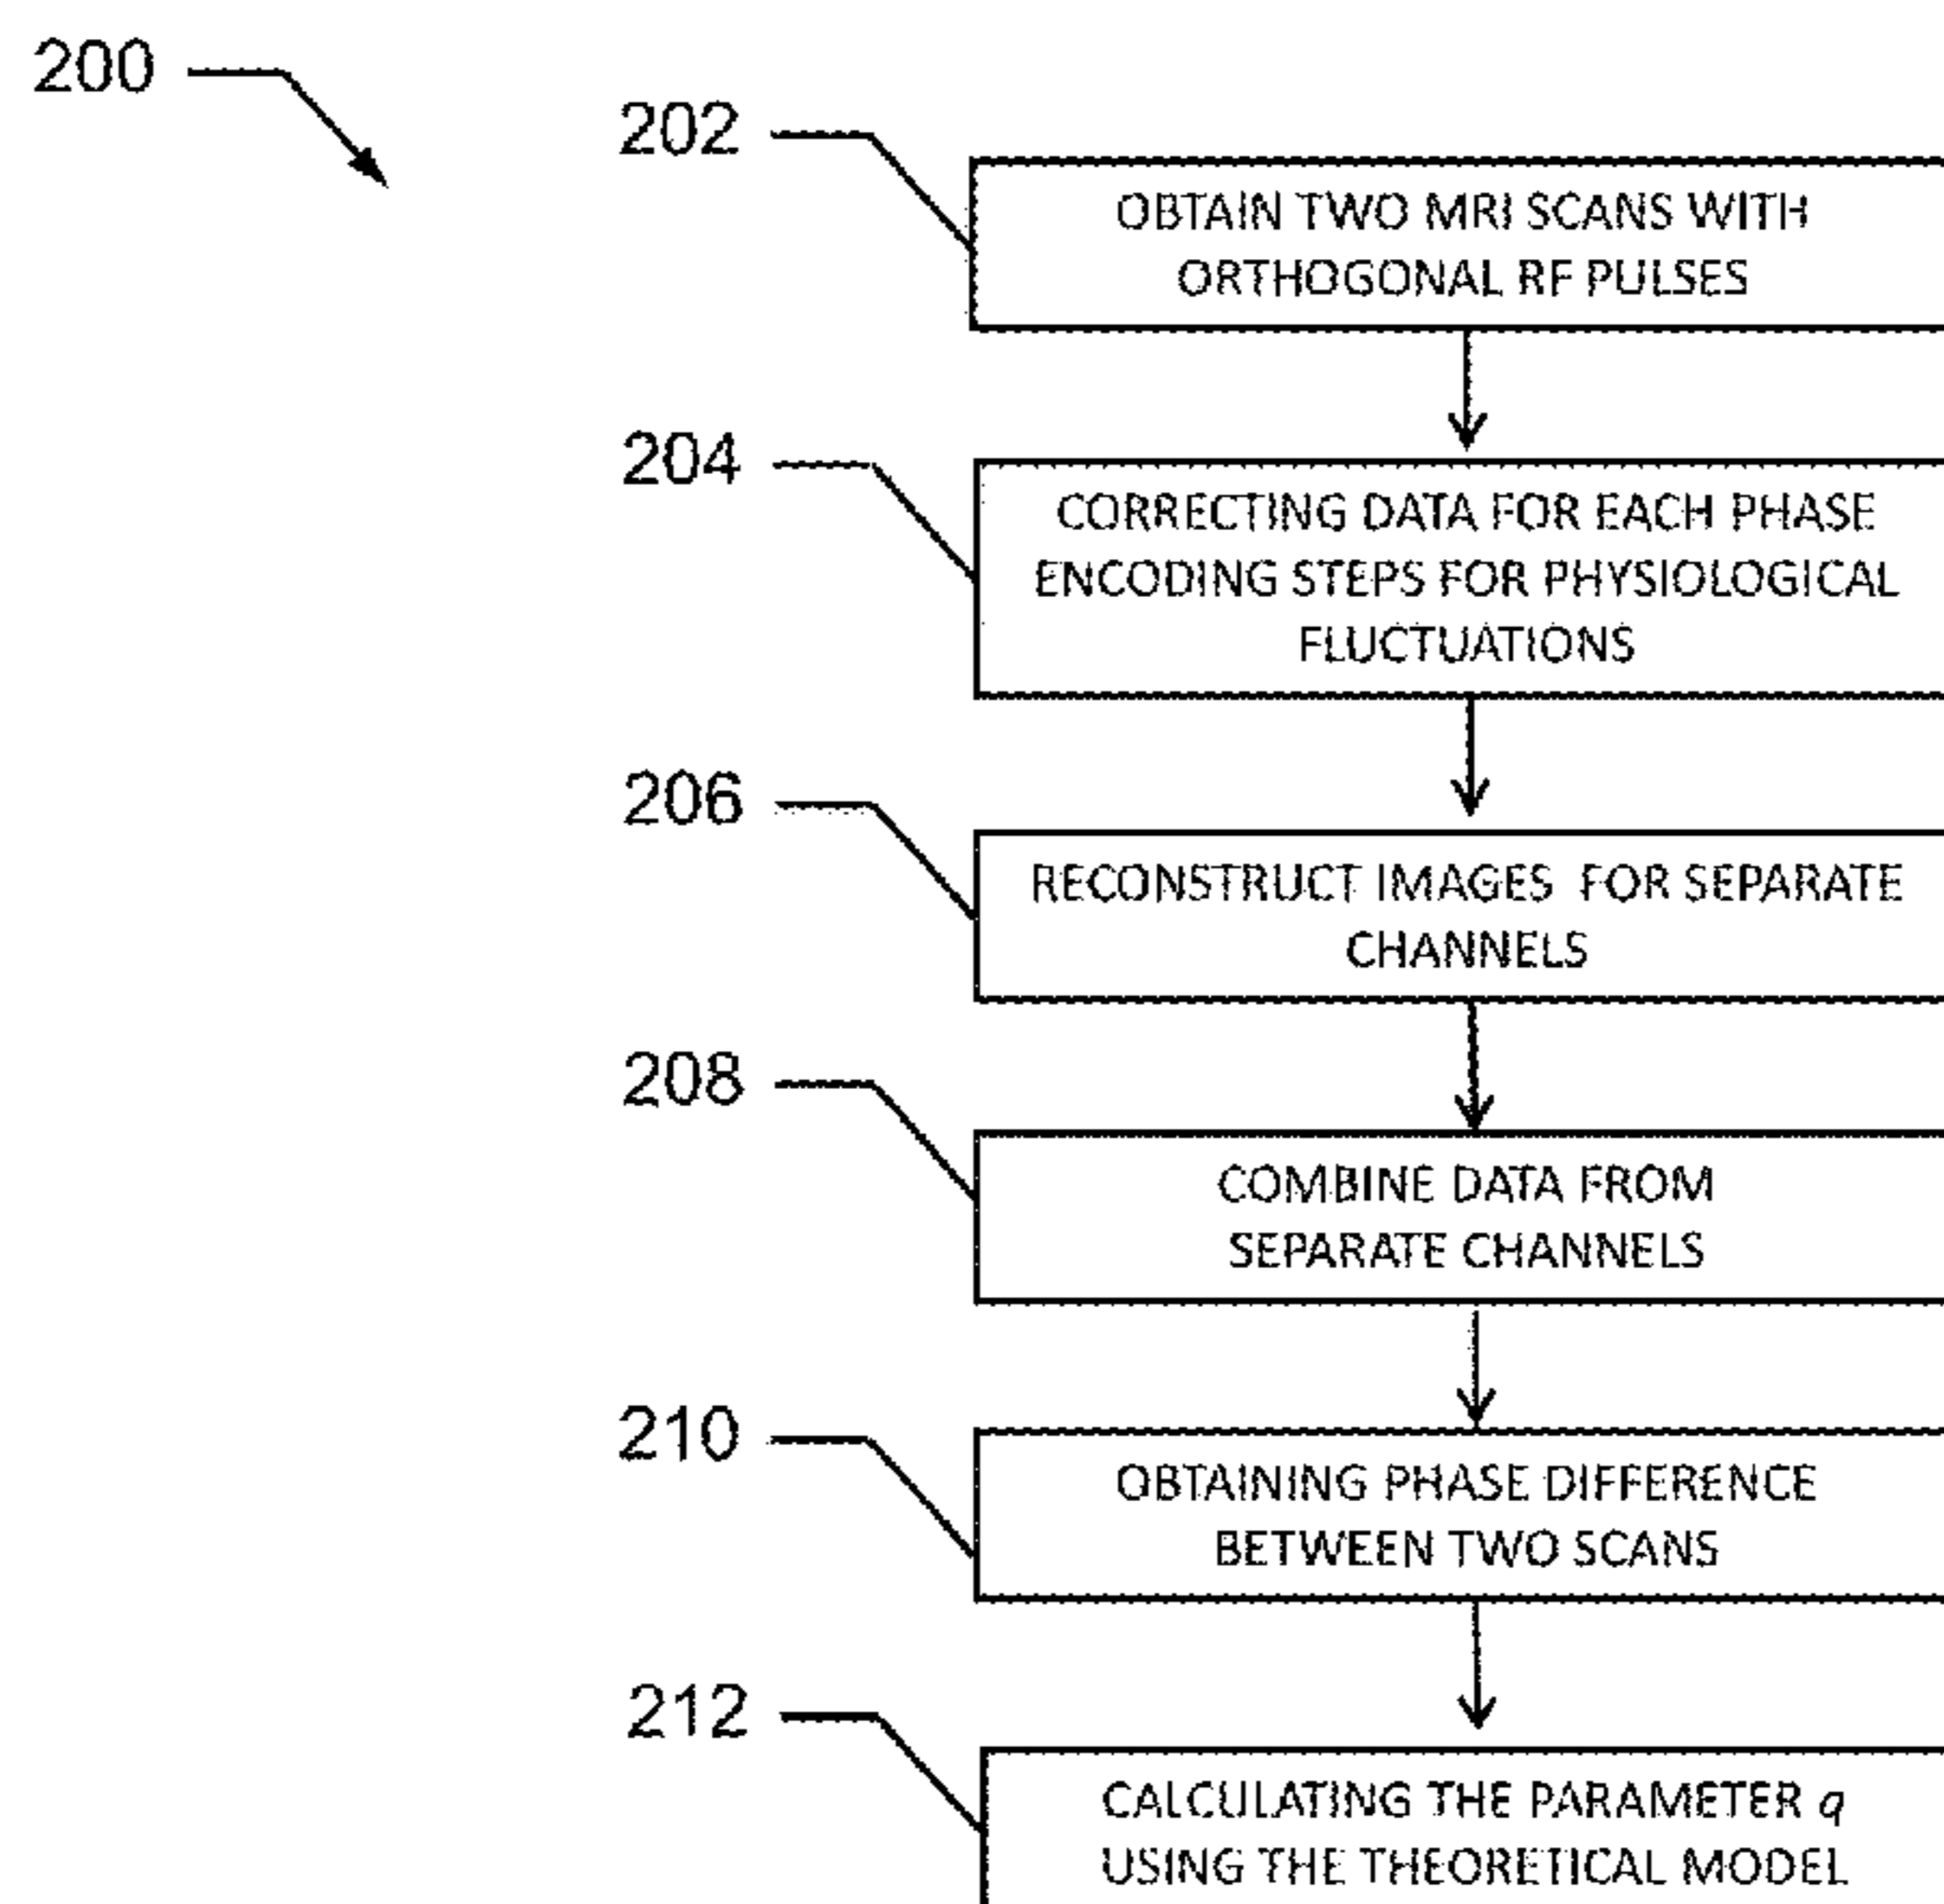 200
202
OBTAIN TWO MRI SCANS WITH
ORTHOGONAL RF PULSES
204
CORRECTING DATA FOR EACH PHASE
ENCODING STEPS FOR PHYSIOLOGICAL
FLUCTUATIONS
206
RECONSTRUCT IMAGES FOR SEPARATE
CHANNELS
208
COMBINE DATA FROM
SEPARATE CHANNELS
210
OBTAINING PHASE DIFFERENCE
BETWEEN TWO SCANS
212
CALCULATING THE PARAMETER q
USING THE THEORETICAL MODEL